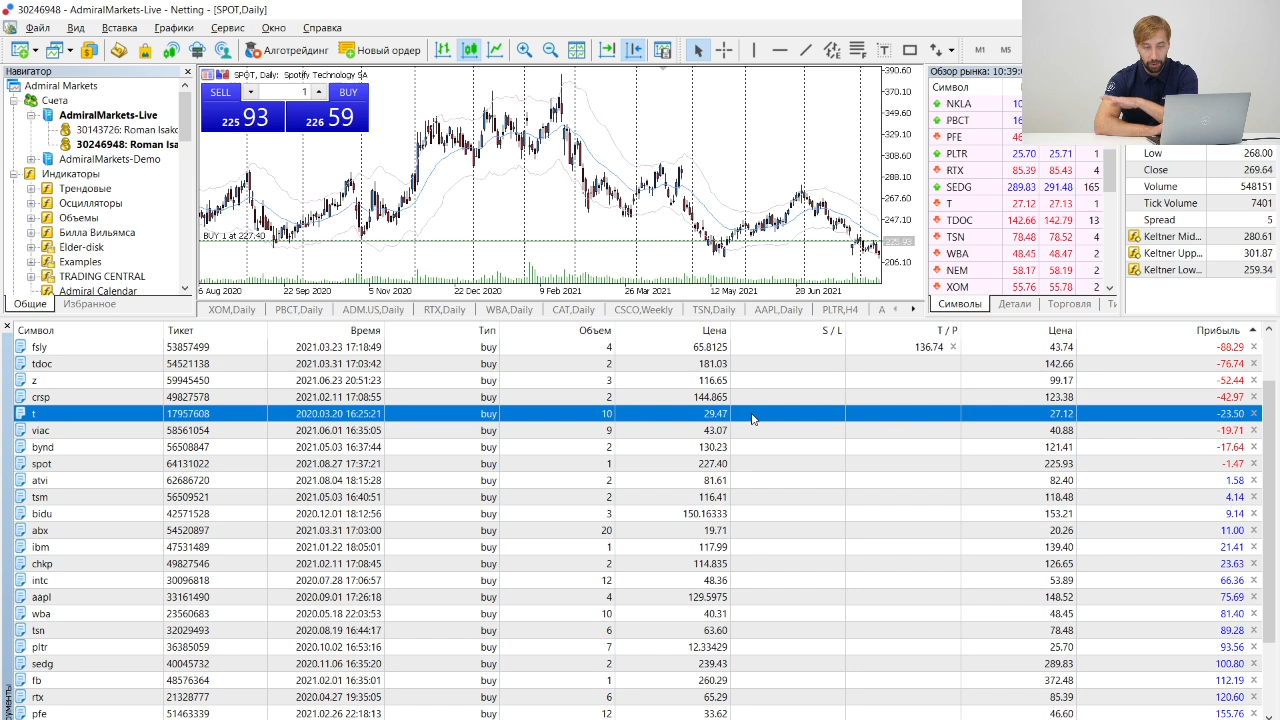 30246948 - AdmiralMarkets-Live - Netting - [SPOT,Daily]
Файл Вид Вставка Графики Сервис Окно Справка
Алготрейдинг Новый ордер M1 M5
Навигатор
Admiral Markets
Счета
AdmiralMarkets-Live
30143726: Roman Isako
30246948: Roman Isa
AdmiralMarkets-Demo
Индикаторы
Трендовые
Осцилляторы
Объемы
Билла Вильямса
Elder-disk
Examples
TRADING CENTRAL
Admiral Calendar
Общие Избранное
SPOT, Daily: Spotify Technology SA
SELL 1 BUY
225 93 226 59
BUY 1 at 227.40
390.60
370.10
349.60
329.10
308.60
288.10
267.60
247.10
225.93
205.10
5 Aug 2020 22 Sep 2020 5 Nov 2020 22 Dec 2020 9 Feb 2021 26 Mar 2021 12 May 2021 28 Jun 2021
XOM,Daily PBCT,Daily ADM.US,Daily RTX,Daily WBA,Daily CAT,Daily CSCO,Weekly TSN,Daily AAPL,Daily PLTR,H4 A
Обзор рынка: 10:39:0
Символ
NKLA 10
PBCT 16
PFE 46
PLTR 25.70 25.71 1
RTX 85.39 85.43 4
SEDG 289.83 291.48 165
T 27.12 27.13 1
TDOC 142.66 142.79 13
TSN 78.48 78.52 4
WBA 48.45 48.47 2
NEM 58.17 58.19 2
XOM 55.76 55.78 2
Символы Детали Торговля Ти
Low 268.00
Close 269.64
Volume 548151
Tick Volume 7401
Spread 5
Keltner Mid... 280.61
Keltner Upp... 301.87
Keltner Low... 259.34
Символ Тикет Время Тип Объем Цена S / L T / P Цена Прибыль
fsly 53857499 2021.03.23 17:18:49 buy 4 65.8125 136.74 43.74 -88.29
tdoc 54521138 2021.03.31 17:03:42 buy 2 181.03 142.66 -76.74
z 59945450 2021.06.23 20:51:23 buy 3 116.65 99.17 -52.44
crsp 49827578 2021.02.11 17:08:55 buy 2 144.865 123.38 -42.97
t 17957608 2020.03.20 16:25:21 buy 10 29.47 27.12 -23.50
viac 58561054 2021.06.01 16:35:05 buy 9 43.07 40.88 -19.71
bynd 56508847 2021.05.03 16:37:44 buy 2 130.23 121.41 -17.64
spot 64131022 2021.08.27 17:37:21 buy 1 227.40 225.93 -1.47
atvi 62686720 2021.08.04 18:15:28 buy 2 81.61 82.40 1.58
tsm 56509521 2021.05.03 16:40:51 buy 2 116.41 118.48 4.14
bidu 42571528 2020.12.01 18:12:56 buy 3 150.16333 153.21 9.14
abx 54520897 2021.03.31 17:03:00 buy 20 19.71 20.26 11.00
ibm 47531489 2021.01.22 18:05:01 buy 1 117.99 139.40 21.41
chkp 49827546 2021.02.11 17:08:45 buy 2 114.835 126.65 23.63
intc 30096818 2020.07.28 17:06:57 buy 12 48.36 53.89 66.36
aapl 33161490 2020.09.01 17:26:18 buy 4 129.5975 148.52 75.69
wba 23560683 2020.05.18 22:03:53 buy 10 40.31 48.45 81.40
tsn 32029493 2020.08.19 16:44:17 buy 6 63.60 78.48 89.28
pltr 36385059 2020.10.02 16:53:16 buy 7 12.33429 25.70 93.56
sedg 40045732 2020.11.06 16:35:20 buy 2 239.43 289.83 100.80
fb 48576364 2021.02.01 16:35:01 buy 1 260.29 372.48 112.19
rtx 21328777 2020.04.27 19:35:05 buy 6 65.29 85.39 120.60
pfe 51463339 2021.02.26 22:18:13 buy 12 33.62 46.60 155.76